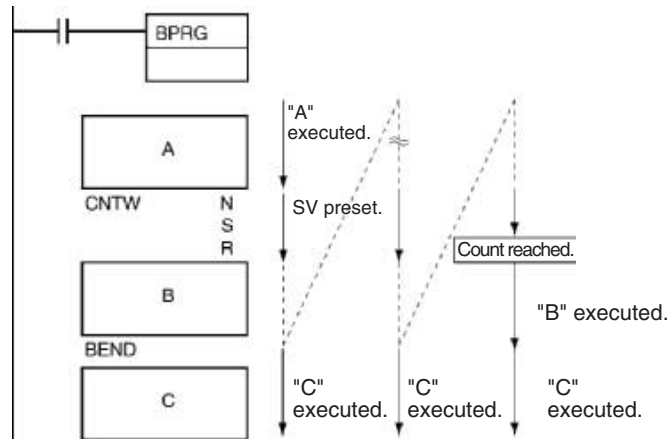 BPRG
A
"A"
executed.
CNTW
N
S
R
SV preset.
Count reached.
B
"B" executed.
BEND
C
"C"
executed.
"C"
executed.
"C"
executed.